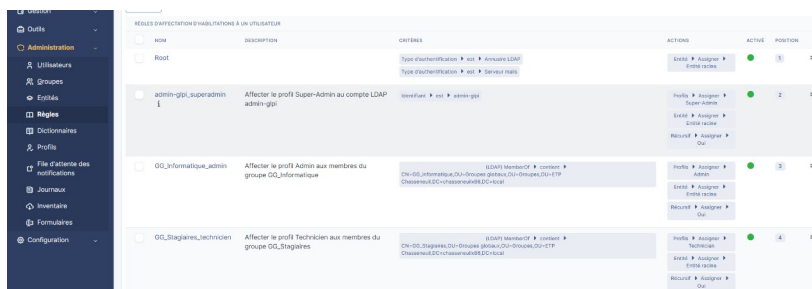 Gestion
Outils
Administration
Utilisateurs
Groupes
Entités
Règles
Dictionnaires
Profils
File d'attente des
notifications
Journaux
Inventaire
Formulaires
Configuration
RÈGLES D'AFFECTATION D'HABILITATIONS À UN UTILISATEUR
NOM DESCRIPTION CRITÈRES ACTIONS ACTIVÉ POSITION
Root
Type d'authentification est Annuaire LDAP
Type d'authentification est Serveur mails
Entité Assigner
Entité racine
1
admin-glpi_superadmin
Affecter le profil Super-Admin au compte LDAP
admin-glpi
Identifiant est admin-glpi
Profils Assigner
Super-Admin
Entité Assigner
Entité racine
Récursif Assigner
Oui
2
GG_Informatique_admin
Affecter le profil Admin aux membres du
groupe GG_Informatique
(LDAP) MemberOf contient
CN=GG_Informatique,OU=Groupes globaux,OU=Groupes,OU=ETP
Chasseneuil,DC=chasseneuilx86,DC=local
Profils Assigner
Admin
Entité Assigner
Entité racine
Récursif Assigner
Oui
3
GG_Stagiaires_technicien
Affecter le profil Technicien aux membres du
groupe GG_Stagiaires
(LDAP) MemberOf contient
CN=GG_Stagiaires,OU=Groupes globaux,OU=Groupes,OU=ETP
Chasseneuil,DC=chasseneuilx86,DC=local
Profils Assigner
Technicien
Entité Assigner
Entité racine
Récursif Assigner
Oui
4